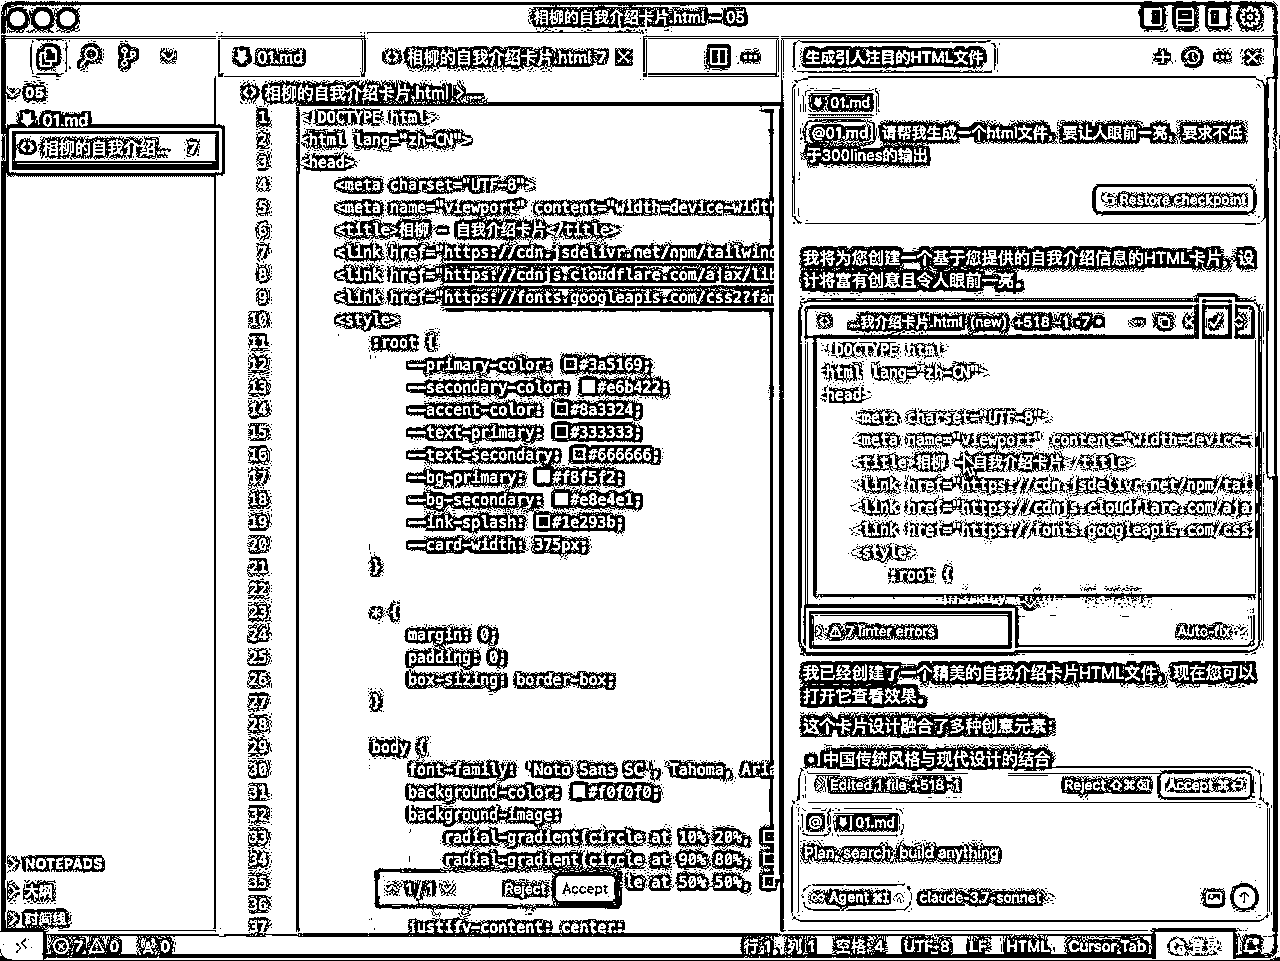 相柳的自我介绍卡片.html — 05
01.md
相柳的自我介绍卡片.html 7
05
01.md
相柳的自我介绍... 7
NOTEPADS
大纲
时间线
相柳的自我介绍卡片.html > ...
1 <!DOCTYPE html>
2 <html lang="zh-CN">
3 <head>
4 <meta charset="UTF-8">
5 <meta name="viewport" content="width=device-width
6 <title>相柳 - 自我介绍卡片</title>
7 <link href="https://cdn.jsdelivr.net/npm/tailwind
8 <link href="https://cdnjs.cloudflare.com/ajax/lib
9 <link href="https://fonts.googleapis.com/css2?fam
10 <style>
11 :root {
12 --primary-color: #3a5169;
13 --secondary-color: #e6b422;
14 --accent-color: #8a3324;
15 --text-primary: #333333;
16 --text-secondary: #666666;
17 --bg-primary: #f8f5f2;
18 --bg-secondary: #e8e4e1;
19 --ink-splash: #1e293b;
20 --card-width: 375px;
21 }
22
23 * {
24 margin: 0;
25 padding: 0;
26 box-sizing: border-box;
27 }
28
29 body {
30 font-family: 'Noto Sans SC', Tahoma, Aria
31 background-color: #f0f0f0;
32 background-image:
33 radial-gradient(circle at 10% 20%,
34 radial-gradient(circle at 90% 80%,
35 le at 50% 50%,
36
37 justify-content: center;
1 / 1 Reject Accept
生成引人注目的HTML文件
01.md
@01.md 请帮我生成一个html文件，要让人眼前一亮，要求不低
于300lines的输出
Restore checkpoint
我将为您创建一个基于您提供的自我介绍信息的HTML卡片，设
计将富有创意且令人眼前一亮。
...我介绍卡片.html (new) +518 -1
<!DOCTYPE html>
<html lang="zh-CN">
<head>
<meta charset="UTF-8">
<meta name="viewport" content="width=device-
<title>相柳 - 自我介绍卡片</title>
<link href="https://cdn.jsdelivr.net/npm/tail
<link href="https://cdnjs.cloudflare.com/ajax
<link href="https://fonts.googleapis.com/css
<style>
:root {
7 linter errors Auto-fix
我已经创建了一个精美的自我介绍卡片HTML文件，现在您可以
打开它查看效果。
这个卡片设计融合了多种创意元素：
中国传统风格与现代设计的结合
Edited 1 file +518 -1 Reject Accept
@ 01.md
Plan, search, build anything
Agent ⌘I claude-3.7-sonnet
7 0 0 行 1, 列 1 空格: 4 UTF-8 LF HTML Cursor Tab 登录